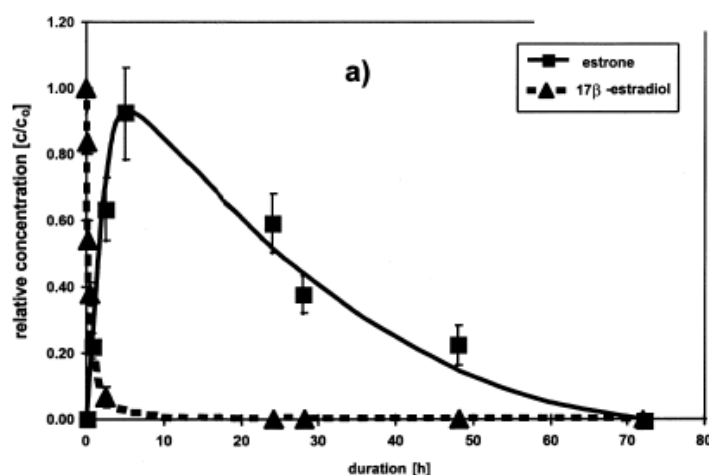 1.20
a)
estrone
17β -estradiol
1.00
0.80
0.60
0.40
0.20
0.00
relative concentration [c/c₀]
0 10 20 30 40 50 60 70 80
duration [h]